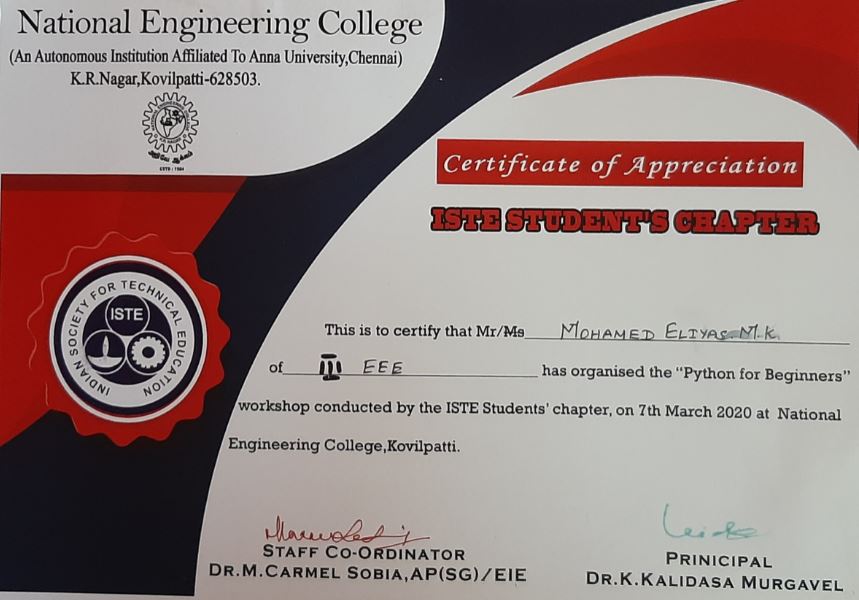 National Engineering College
(An Autonomous Institution Affiliated To Anna University,Chennai)
K.R.Nagar,Kovilpatti-628503.
ESTD : 1984
Certificate of Appreciation
ISTE STUDENT'S CHAPTER
INDIAN SOCIETY FOR TECHNICAL EDUCATION
ISTE
This is to certify that Mr/Ms MOHAMED ELIYAS M.K.
of III EEE has organised the “Python for Beginners”
workshop conducted by the ISTE Students' chapter, on 7th March 2020 at National
Engineering College,Kovilpatti.
STAFF CO-ORDINATOR
DR.M.CARMEL SOBIA,AP(SG)/EIE
PRINICIPAL
DR.K.KALIDASA MURGAVEL